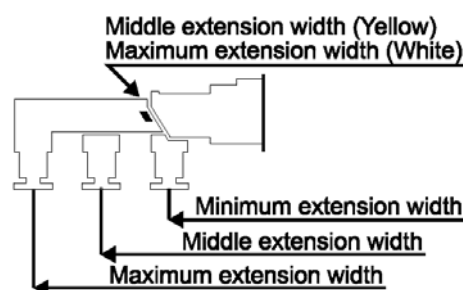 Middle extension width (Yellow)
Maximum extension width (White)
Minimum extension width
Middle extension width
Maximum extension width